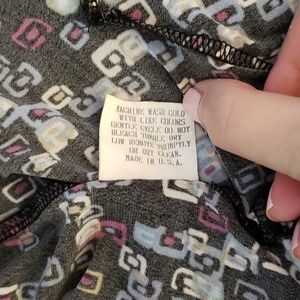 MACHINE WASH COLD
WITH LIKE COLORS
GENTLE CYCLE DO NOT
BLEACH TUMBLE DRY
LOW REMOVE PROMPTLY
OR DRY CLEAN.
MADE IN U.S.A.